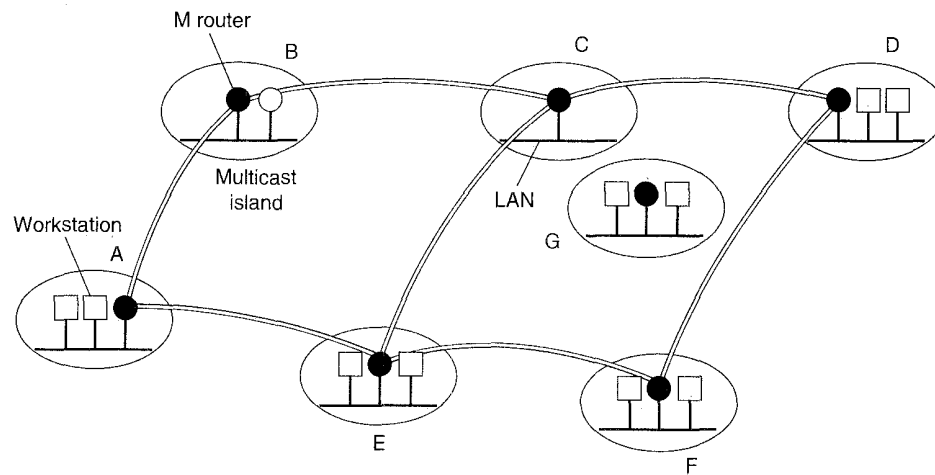 M router
B
C
D
Multicast
island
LAN
G
Workstation
A
E
F